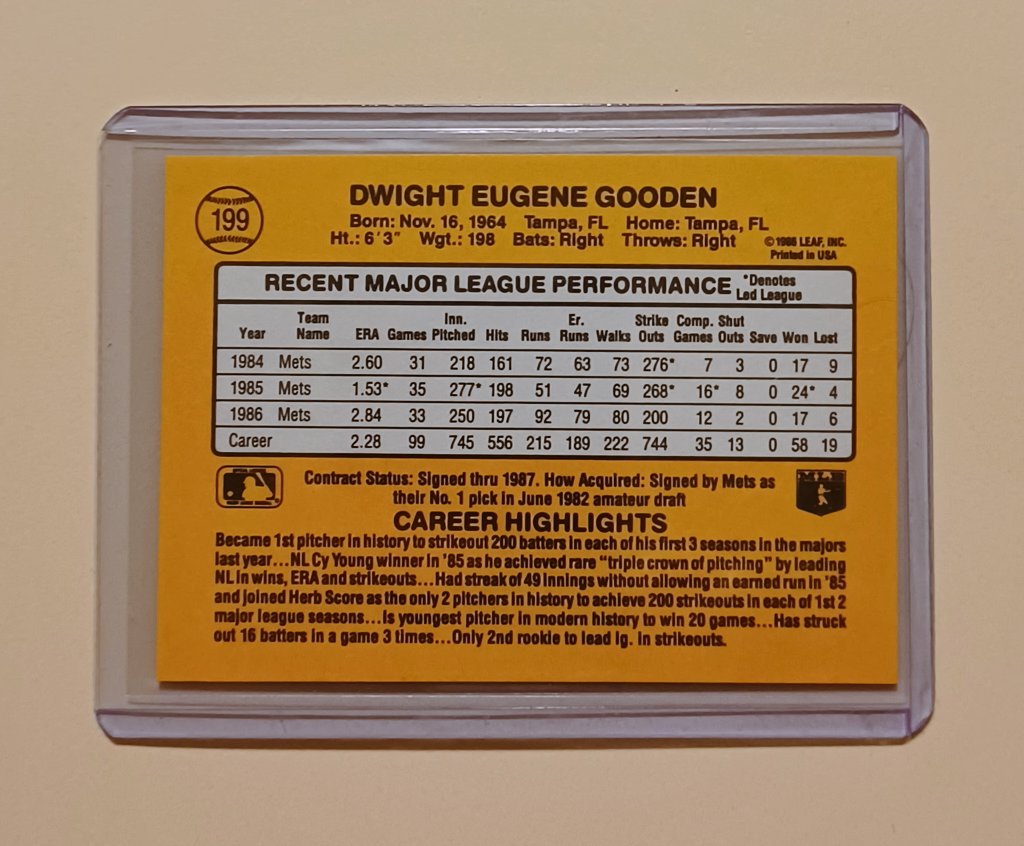 199
DWIGHT EUGENE GOODEN
Born: Nov. 16, 1964 Tampa, FL Home: Tampa, FL
Ht.: 6'3" Wgt.: 198 Bats: Right Throws: Right
©1986 LEAF, INC.
Printed in USA
RECENT MAJOR LEAGUE PERFORMANCE *Denotes Led League
Year Team Name ERA Games Inn. Pitched Hits Runs Er. Runs Walks Strike Outs Comp. Games Shut Outs Save Won Lost
1984 Mets 2.60 31 218 161 72 63 73 276* 7 3 0 17 9
1985 Mets 1.53* 35 277* 198 51 47 69 268* 16* 8 0 24* 4
1986 Mets 2.84 33 250 197 92 79 80 200 12 2 0 17 6
Career 2.28 99 745 556 215 189 222 744 35 13 0 58 19
Contract Status: Signed thru 1987. How Acquired: Signed by Mets as
their No. 1 pick in June 1982 amateur draft
CAREER HIGHLIGHTS
Became 1st pitcher in history to strikeout 200 batters in each of his first 3 seasons in the majors
last year...NL Cy Young winner in '85 as he achieved rare "triple crown of pitching" by leading
NL in wins, ERA and strikeouts...Had streak of 49 innings without allowing an earned run in '85
and joined Herb Score as the only 2 pitchers in history to achieve 200 strikeouts in each of 1st 2
major league seasons...Is youngest pitcher in modern history to win 20 games...Has struck
out 16 batters in a game 3 times...Only 2nd rookie to lead lg. in strikeouts.